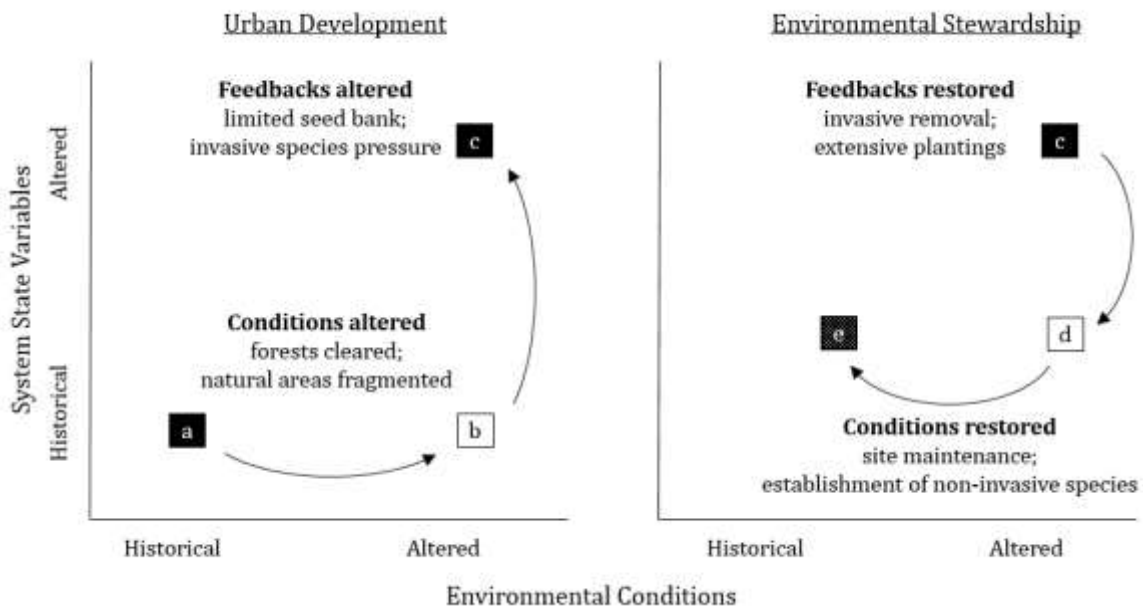 Urban Development
Environmental Stewardship
System State Variables
Altered
Historical
Feedbacks altered
limited seed bank;
invasive species pressure
c
Conditions altered
forests cleared;
natural areas fragmented
a
b
Historical
Altered
Feedbacks restored
invasive removal;
extensive plantings
c
e
d
Conditions restored
site maintenance;
establishment of non-invasive species
Historical
Altered
Environmental Conditions